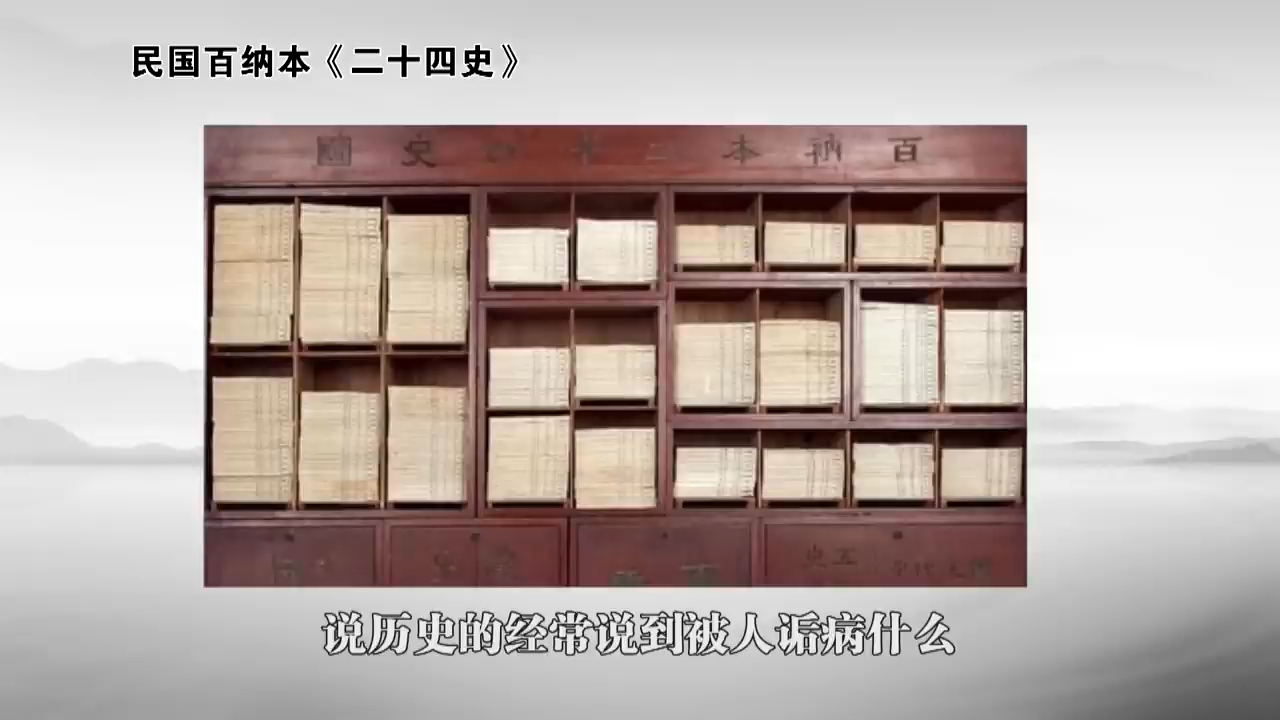 民国百纳本《二十四史》
百衲本二十四史
说历史的经常说到被人诟病什么